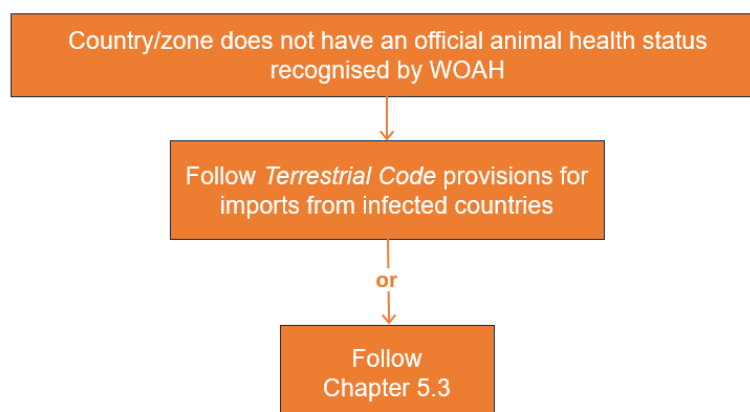 Country/zone does not have an official animal health status
recognised by WOAH
Follow Terrestrial Code provisions for
imports from infected countries
or
Follow
Chapter 5.3